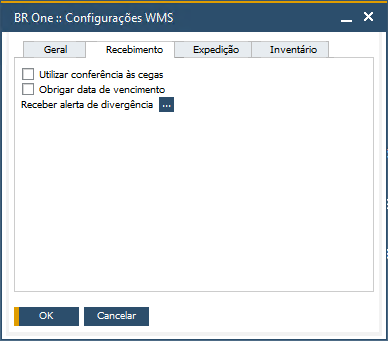 BR One :: Configurações WMS
Geral Recebimento Expedição Inventário
Utilizar conferência às cegas
Obrigar data de vencimento
Receber alerta de divergência ...
OK Cancelar